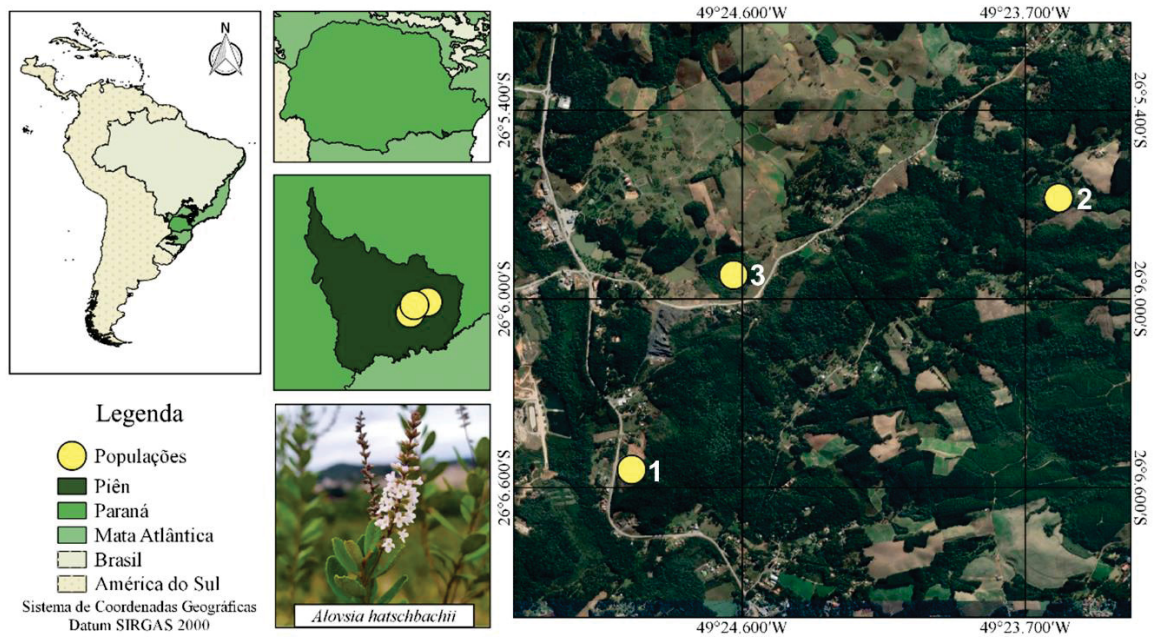 N
49°24.600'W 49°23.700'W
26°5.400'S 26°5.400'S
2
3
26°6.000'S 26°6.000'S
1
26°6.600'S 26°6.600'S
49°24.600'W 49°23.700'W
Legenda
Populações
Piên
Paraná
Mata Atlântica
Brasil
América do Sul
Sistema de Coordenadas Geográficas
Datum SIRGAS 2000
Aloysia hatschbachii